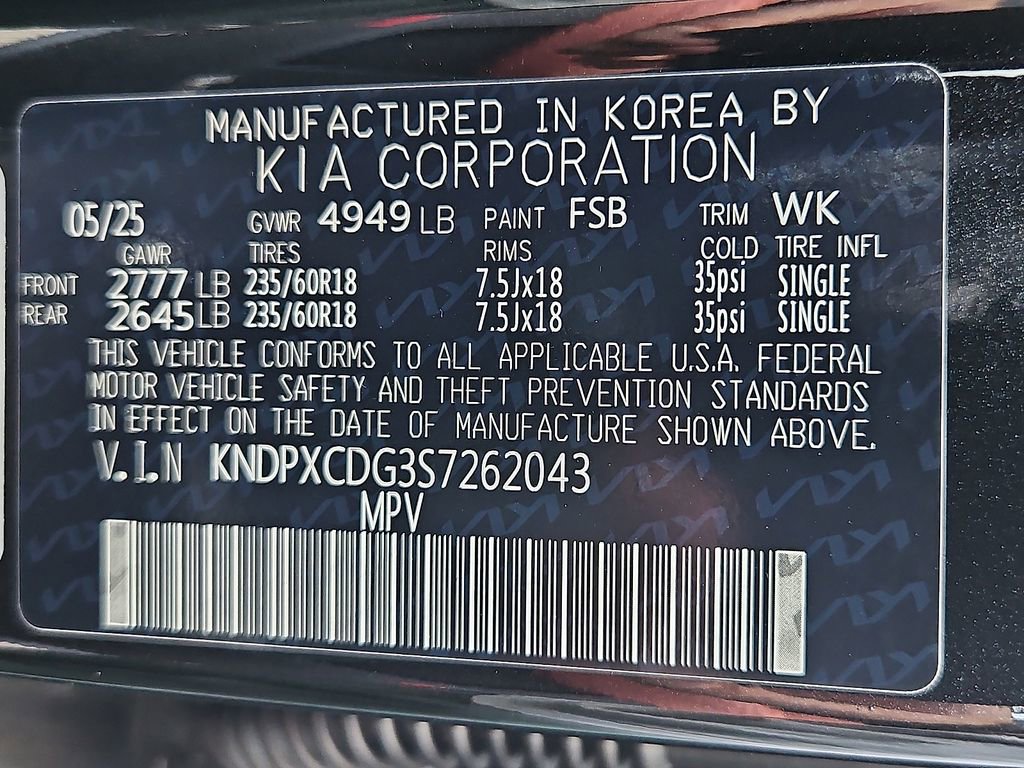 MANUFACTURED IN KOREA BY
KIA CORPORATION
05/25 GVWR 4949 LB PAINT FSB TRIM WK
GAWR TIRES RIMS COLD TIRE INFL
FRONT 2777 LB 235/60R18 7.5Jx18 35psi SINGLE
REAR 2645 LB 235/60R18 7.5Jx18 35psi SINGLE
THIS VEHICLE CONFORMS TO ALL APPLICABLE U.S.A. FEDERAL
MOTOR VEHICLE SAFETY AND THEFT PREVENTION STANDARDS
IN EFFECT ON THE DATE OF MANUFACTURE SHOWN ABOVE.
V.I.N KNDPXCDG3S7262043
MPV